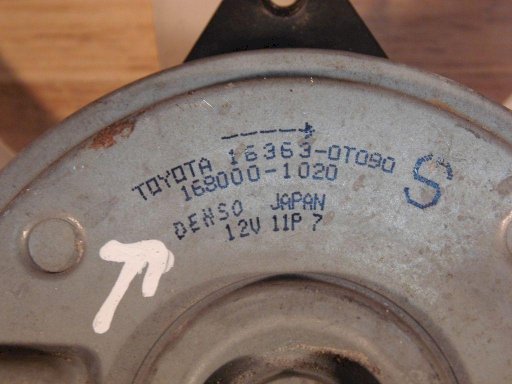 TOYOTA 16363-0T090
168000-1020
DENSO JAPAN
12V 11P 7
S